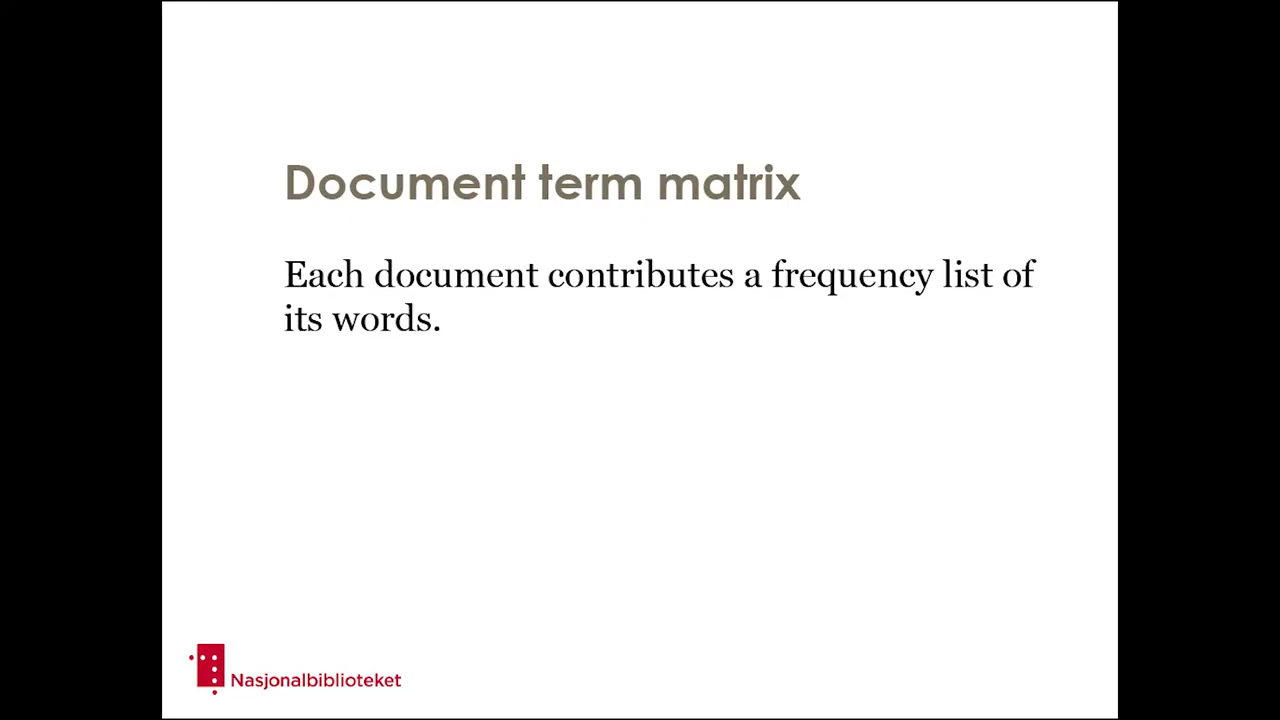 Document term matrix
Each document contributes a frequency list of
its words.
Nasjonalbiblioteket